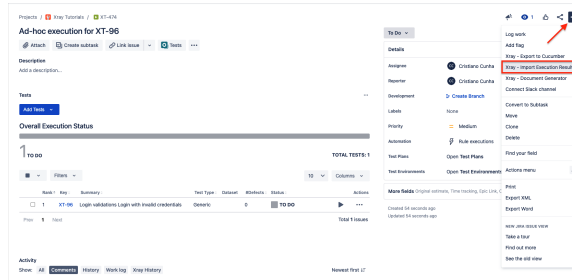 Projects / Xray Tutorials / XT-474
Ad-hoc execution for XT-96
Attach Create subtask Link issue Tests
Description
Add a description...
Tests
Add Tests
Overall Execution Status
1 TO DO TOTAL TESTS: 1
Filters 10 Columns
Rank Key Summary Test Type Dataset #Defects Status Actions
1 XT-96 Login validations Login with invalid credentials Generic 0 TO DO
Prev 1 Next Total 1 issues
Activity
Show: All Comments History Work log Xray History Newest first
To Do
Details
Assignee Cristiano Cunha
Reporter Cristiano Cunha
Development Create Branch
Labels None
Priority Medium
Automation Rule executions
Test Plans Open Test Plans
Test Environments Open Test Environments
More fields Original estimate, Time tracking, Epic Link,
Created 54 seconds ago
Updated 54 seconds ago
1
Log work
Add flag
Xray - Export to Cucumber
Xray - Import Execution Result
Xray - Document Generator
Connect Slack channel
Convert to Subtask
Move
Clone
Delete
Find your field
Actions menu
Print
Export XML
Export Word
NEW JIRA ISSUE VIEW
Take a tour
Find out more
See the old view